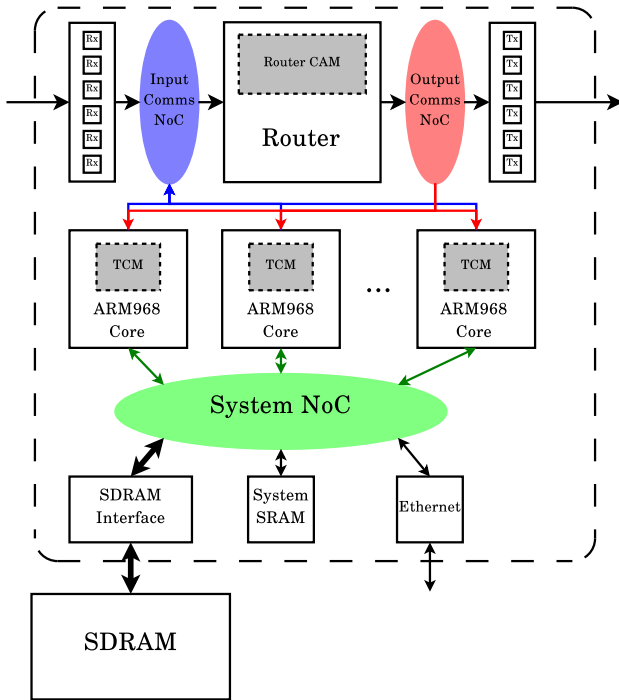 Rx
Rx
Rx
Rx
Rx
Rx
Input
Comms
NoC
Router CAM
Router
Output
Comms
NoC
Tx
Tx
Tx
Tx
Tx
Tx
TCM
ARM968
Core
TCM
ARM968
Core
...
TCM
ARM968
Core
System NoC
SDRAM
Interface
System
SRAM
Ethernet
SDRAM